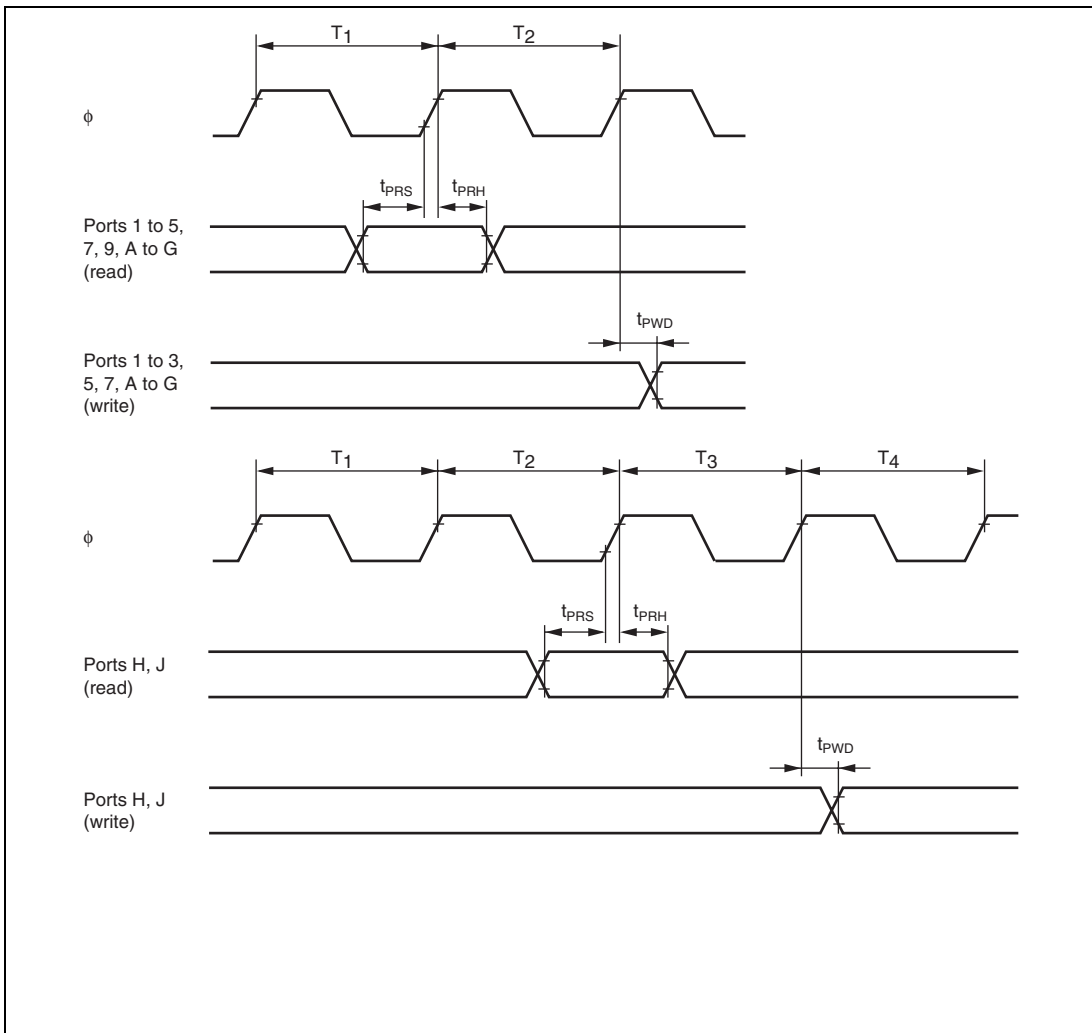 T1 T2
ϕ
tPRS tPRH
Ports 1 to 5,
7, 9, A to G
(read)
tPWD
Ports 1 to 3,
5, 7, A to G
(write)
T1 T2 T3 T4
ϕ
tPRS tPRH
Ports H, J
(read)
tPWD
Ports H, J
(write)